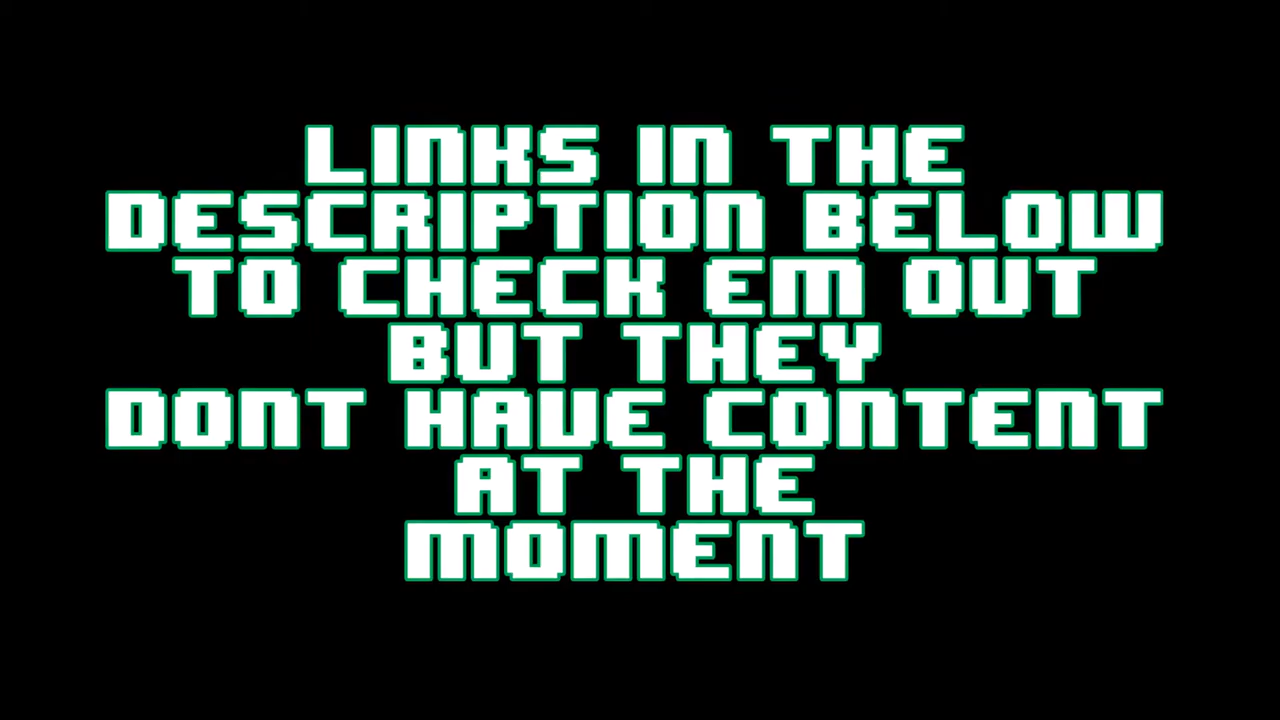 LINKS IN THE
DESCRIPTION BELOW
TO CHECK EM OUT
BUT THEY
DONT HAVE CONTENT
AT THE
MOMENT